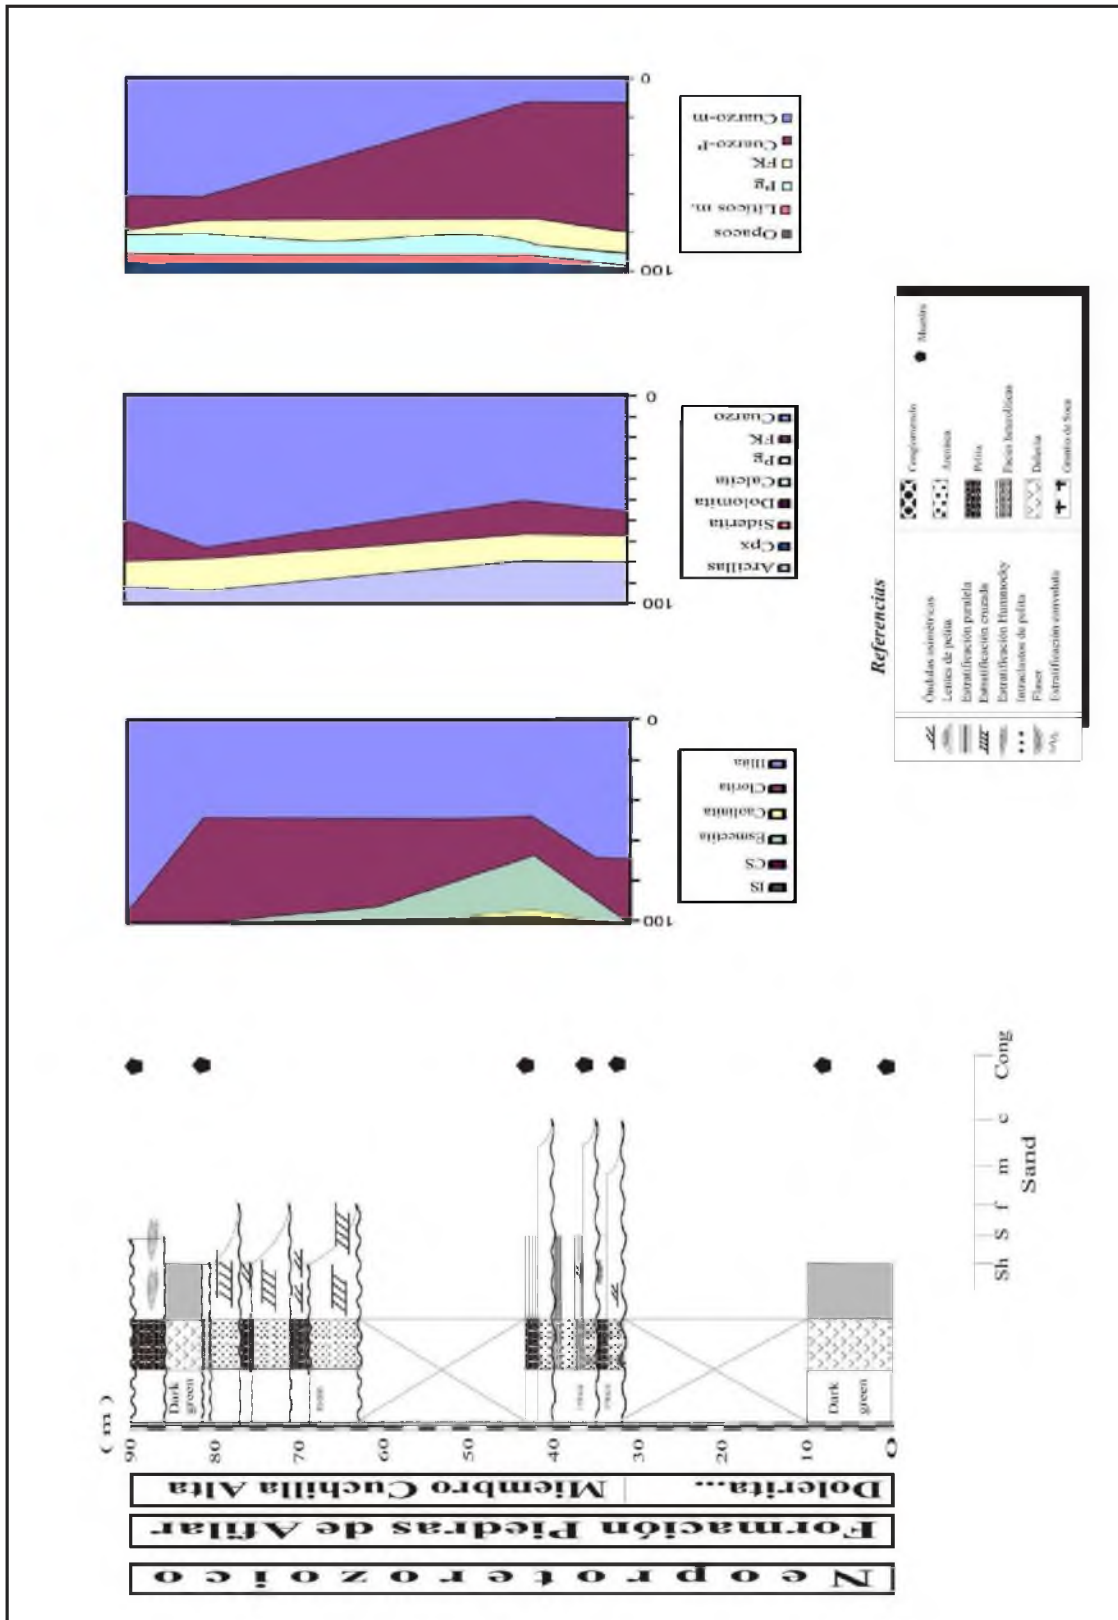 Neoproterozoico
Formación Piedras de Afilar
Miembro Cuchilla Alta
Dolerita...
(m)
90
80
70
60
50
40
30
20
10
0
Dark
green
Dark
green
Sh
S
f
m
c
Cong
Sand
0
100
Illita
Clorita
Caolinita
Esmectita
CS
IS
0
100
Cuarzo
FK
Pg
Calcita
Dolomita
Siderita
Cpx
Arcillas
0
100
Cuarzo-m
Cuarzo-P
FK
Pg
Líticos m.
Opacos
Referencias
Óndulas asimétricas
Lentes de pelita
Estratificación paralela
Estratificación cruzada
Estratificación Hummocky
Intraclastos de pelita
Flaser
Estratificación convoluta
Conglomerado
Arenisca
Pelita
Facies heterolíticas
Dolerita
Granito de Soca
Muestra